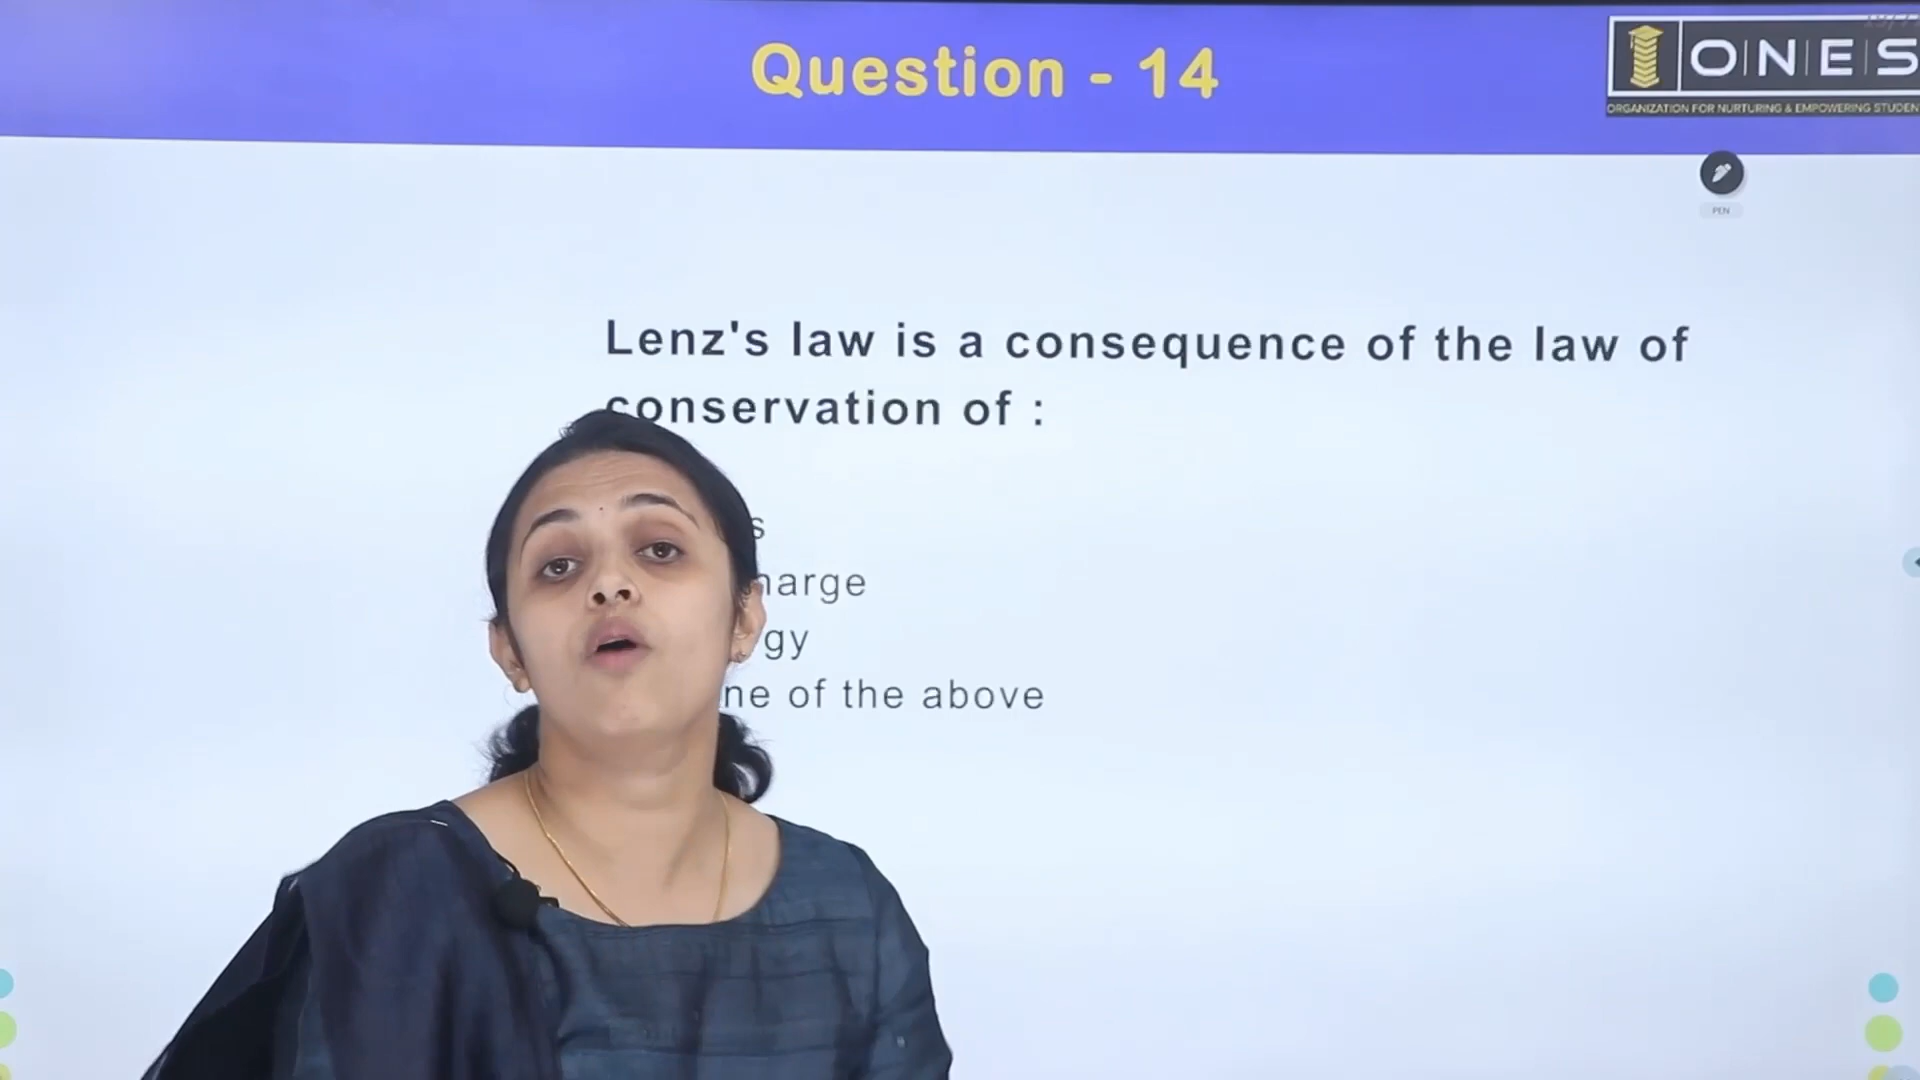 Question - 14
ONES
ORGANIZATION FOR NURTURING & EMPOWERING STUDEN
PEN
Lenz's law is a consequence of the law of
conservation of :
s
harge
gy
ne of the above